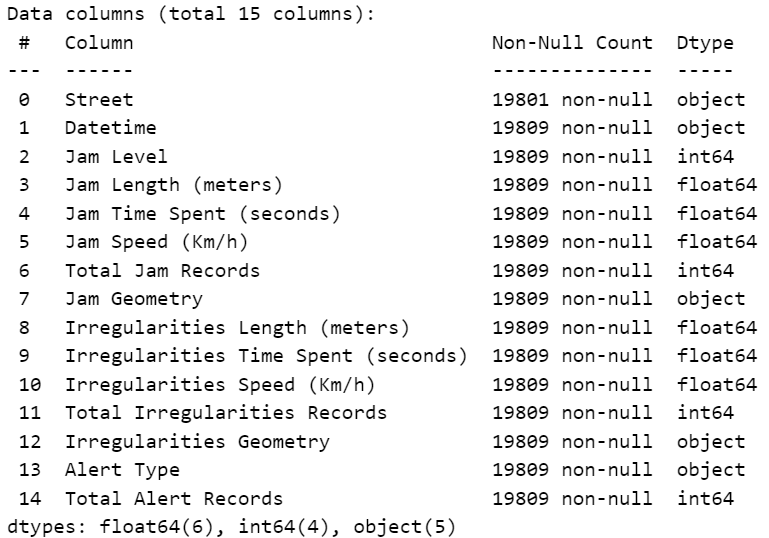 Data columns (total 15 columns):
 #   Column                               Non-Null Count  Dtype
---  ------                               --------------  -----
 0   Street                               19801 non-null  object
 1   Datetime                             19809 non-null  object
 2   Jam Level                            19809 non-null  int64
 3   Jam Length (meters)                  19809 non-null  float64
 4   Jam Time Spent (seconds)             19809 non-null  float64
 5   Jam Speed (Km/h)                     19809 non-null  float64
 6   Total Jam Records                    19809 non-null  int64
 7   Jam Geometry                         19809 non-null  object
 8   Irregularities Length (meters)       19809 non-null  float64
 9   Irregularities Time Spent (seconds)  19809 non-null  float64
 10  Irregularities Speed (Km/h)          19809 non-null  float64
 11  Total Irregularities Records         19809 non-null  int64
 12  Irregularities Geometry              19809 non-null  object
 13  Alert Type                           19809 non-null  object
 14  Total Alert Records                  19809 non-null  int64
dtypes: float64(6), int64(4), object(5)